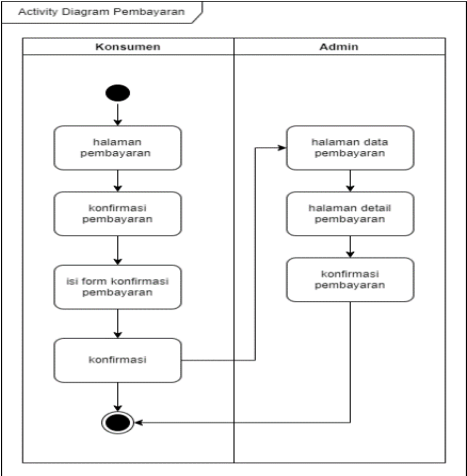 Activity Diagram Pembayaran
Konsumen
halaman
pembayaran
konfirmasi
pembayaran
isi form konfirmasi
pembayaran
konfirmasi
Admin
halaman data
pembayaran
halaman detail
pembayaran
konfirmasi
pembayaran